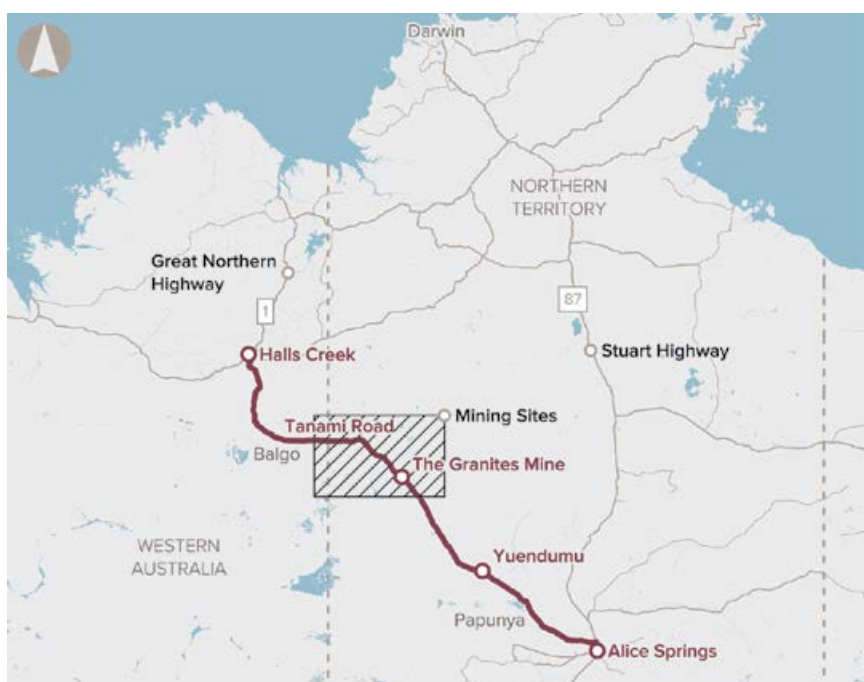 Darwin
NORTHERN
TERRITORY
Great Northern
Highway
87
1
Halls Creek
Stuart Highway
Mining Sites
Tanami Road
Balgo
The Granites Mine
WESTERN
AUSTRALIA
Yuendumu
Papunya
Alice Springs